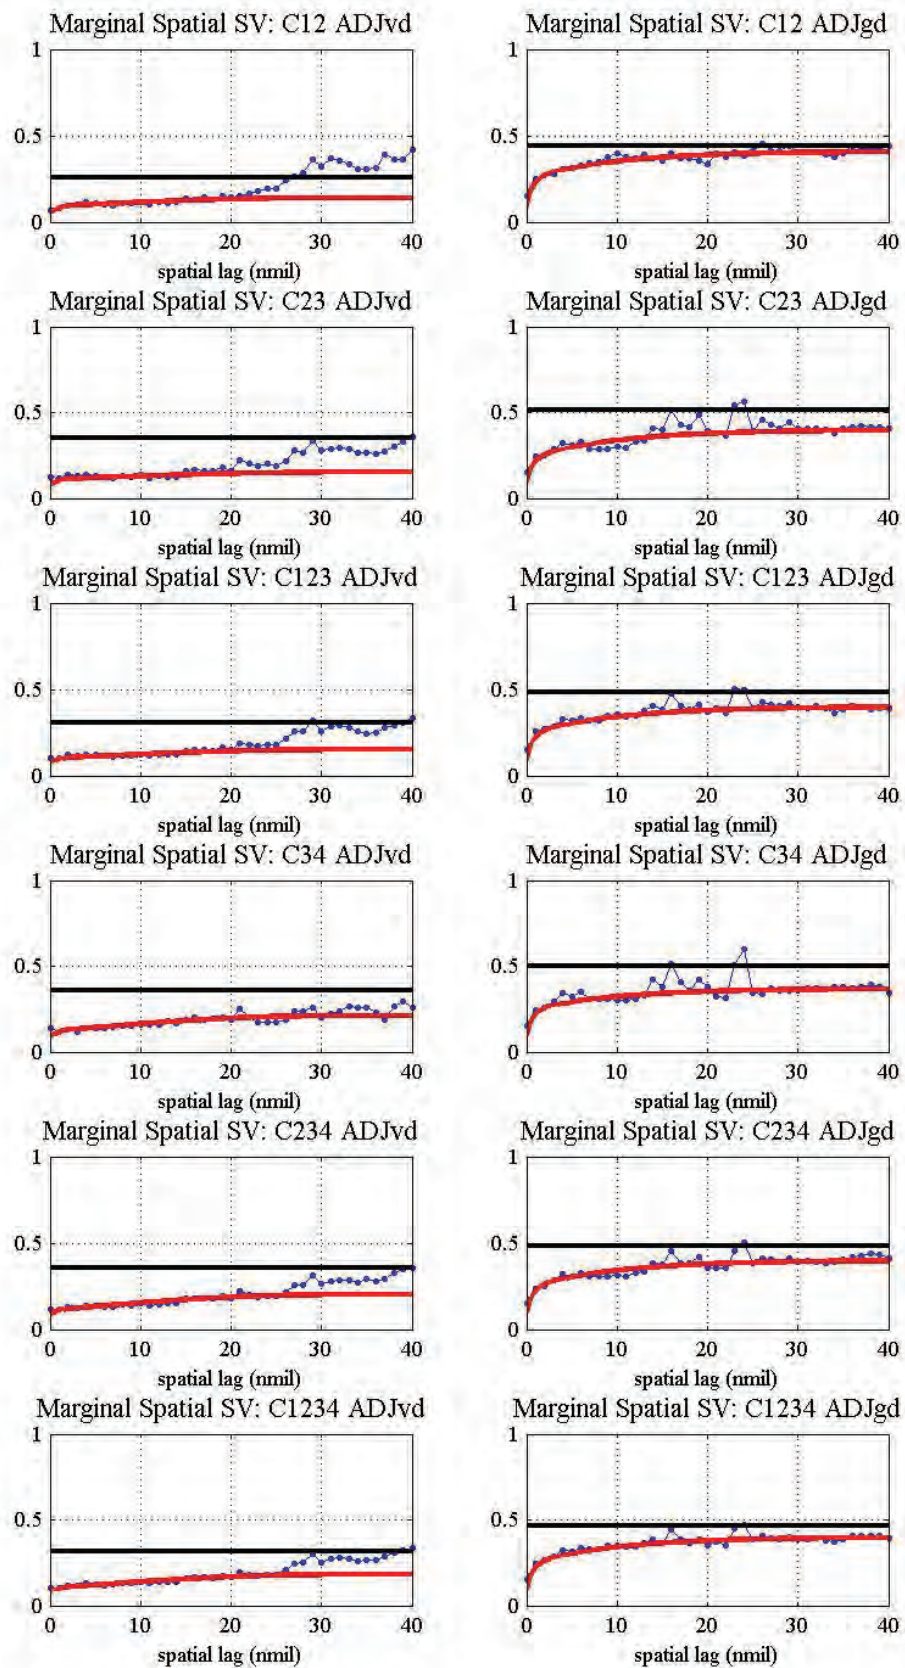 Marginal Spatial SV: C12 ADJvd
1
0.5
0
0 10 20 30 40
spatial lag (nmil)
Marginal Spatial SV: C12 ADJgd
1
0.5
0
0 10 20 30 40
spatial lag (nmil)
Marginal Spatial SV: C23 ADJvd
1
0.5
0
0 10 20 30 40
spatial lag (nmil)
Marginal Spatial SV: C23 ADJgd
1
0.5
0
0 10 20 30 40
spatial lag (nmil)
Marginal Spatial SV: C123 ADJvd
1
0.5
0
0 10 20 30 40
spatial lag (nmil)
Marginal Spatial SV: C123 ADJgd
1
0.5
0
0 10 20 30 40
spatial lag (nmil)
Marginal Spatial SV: C34 ADJvd
1
0.5
0
0 10 20 30 40
spatial lag (nmil)
Marginal Spatial SV: C34 ADJgd
1
0.5
0
0 10 20 30 40
spatial lag (nmil)
Marginal Spatial SV: C234 ADJvd
1
0.5
0
0 10 20 30 40
spatial lag (nmil)
Marginal Spatial SV: C234 ADJgd
1
0.5
0
0 10 20 30 40
spatial lag (nmil)
Marginal Spatial SV: C1234 ADJvd
1
0.5
0
0 10 20 30 40
spatial lag (nmil)
Marginal Spatial SV: C1234 ADJgd
1
0.5
0
0 10 20 30 40
spatial lag (nmil)